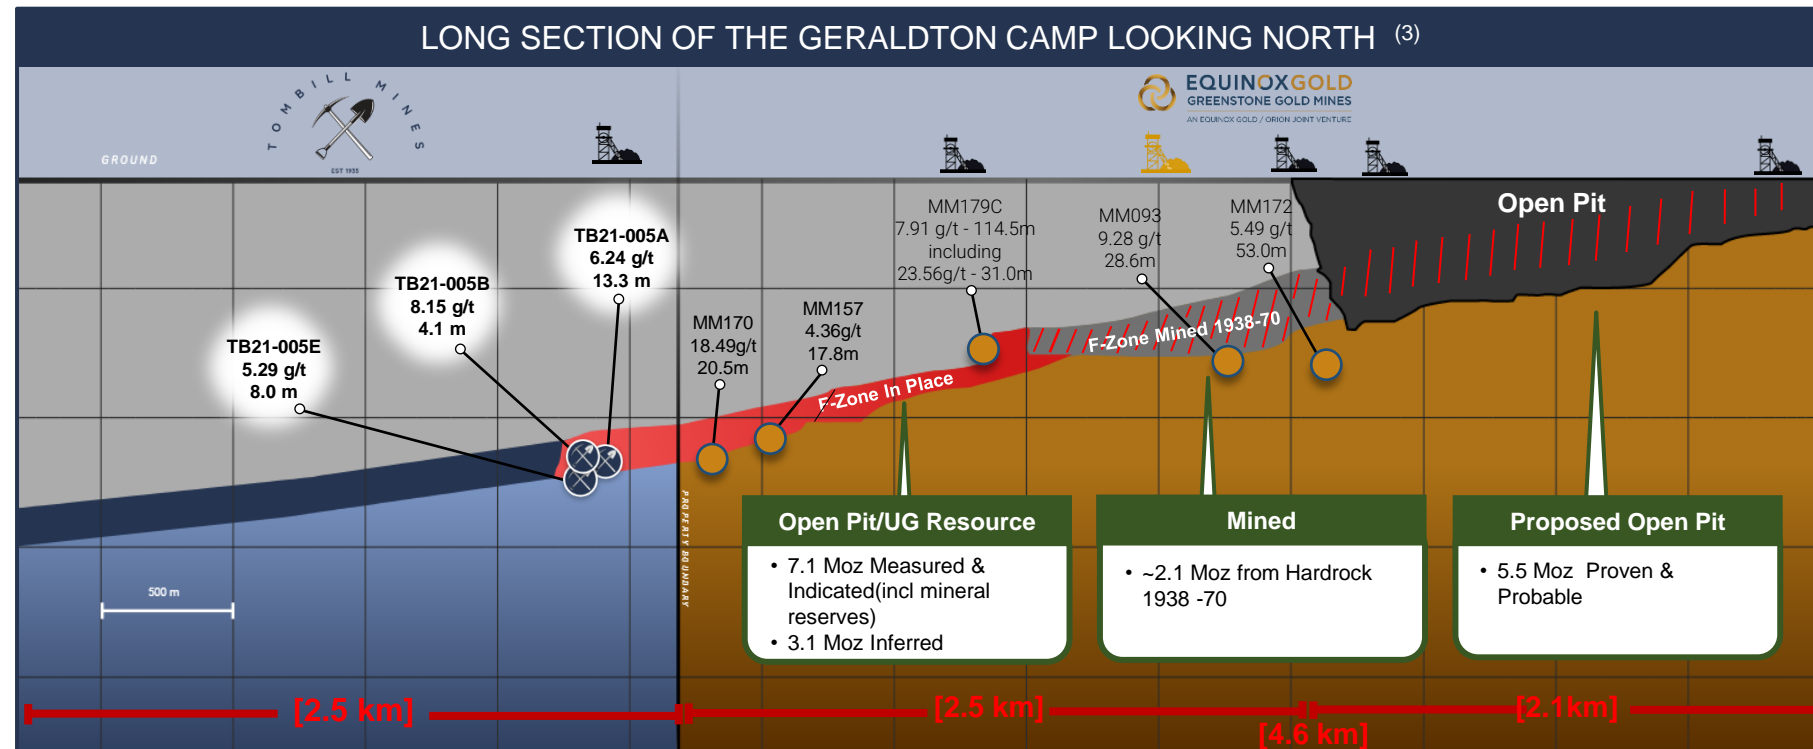 LONG SECTION OF THE GERALDTON CAMP LOOKING NORTH (3)
TOMBILL MINES
EST 1935
EQUINOXGOLD
GREENSTONE GOLD MINES
AN EQUINOX GOLD / ORION JOINT VENTURE
GROUND
TB21-005E
5.29 g/t
8.0 m
TB21-005B
8.15 g/t
4.1 m
TB21-005A
6.24 g/t
13.3 m
MM170
18.49g/t
20.5m
MM157
4.36g/t
17.8m
MM179C
7.91 g/t - 114.5m
including
23.56g/t - 31.0m
MM093
9.28 g/t
28.6m
MM172
5.49 g/t
53.0m
Open Pit
F-Zone Mined 1938-70
F-Zone In Place
PROPERTY BOUNDARY
500 m
Open Pit/UG Resource
• 7.1 Moz Measured &
Indicated(incl mineral
reserves)
• 3.1 Moz Inferred
Mined
• ~2.1 Moz from Hardrock
1938 -70
Proposed Open Pit
• 5.5 Moz Proven &
Probable
[2.5 km]
[2.5 km]
[2.1km]
[4.6 km]